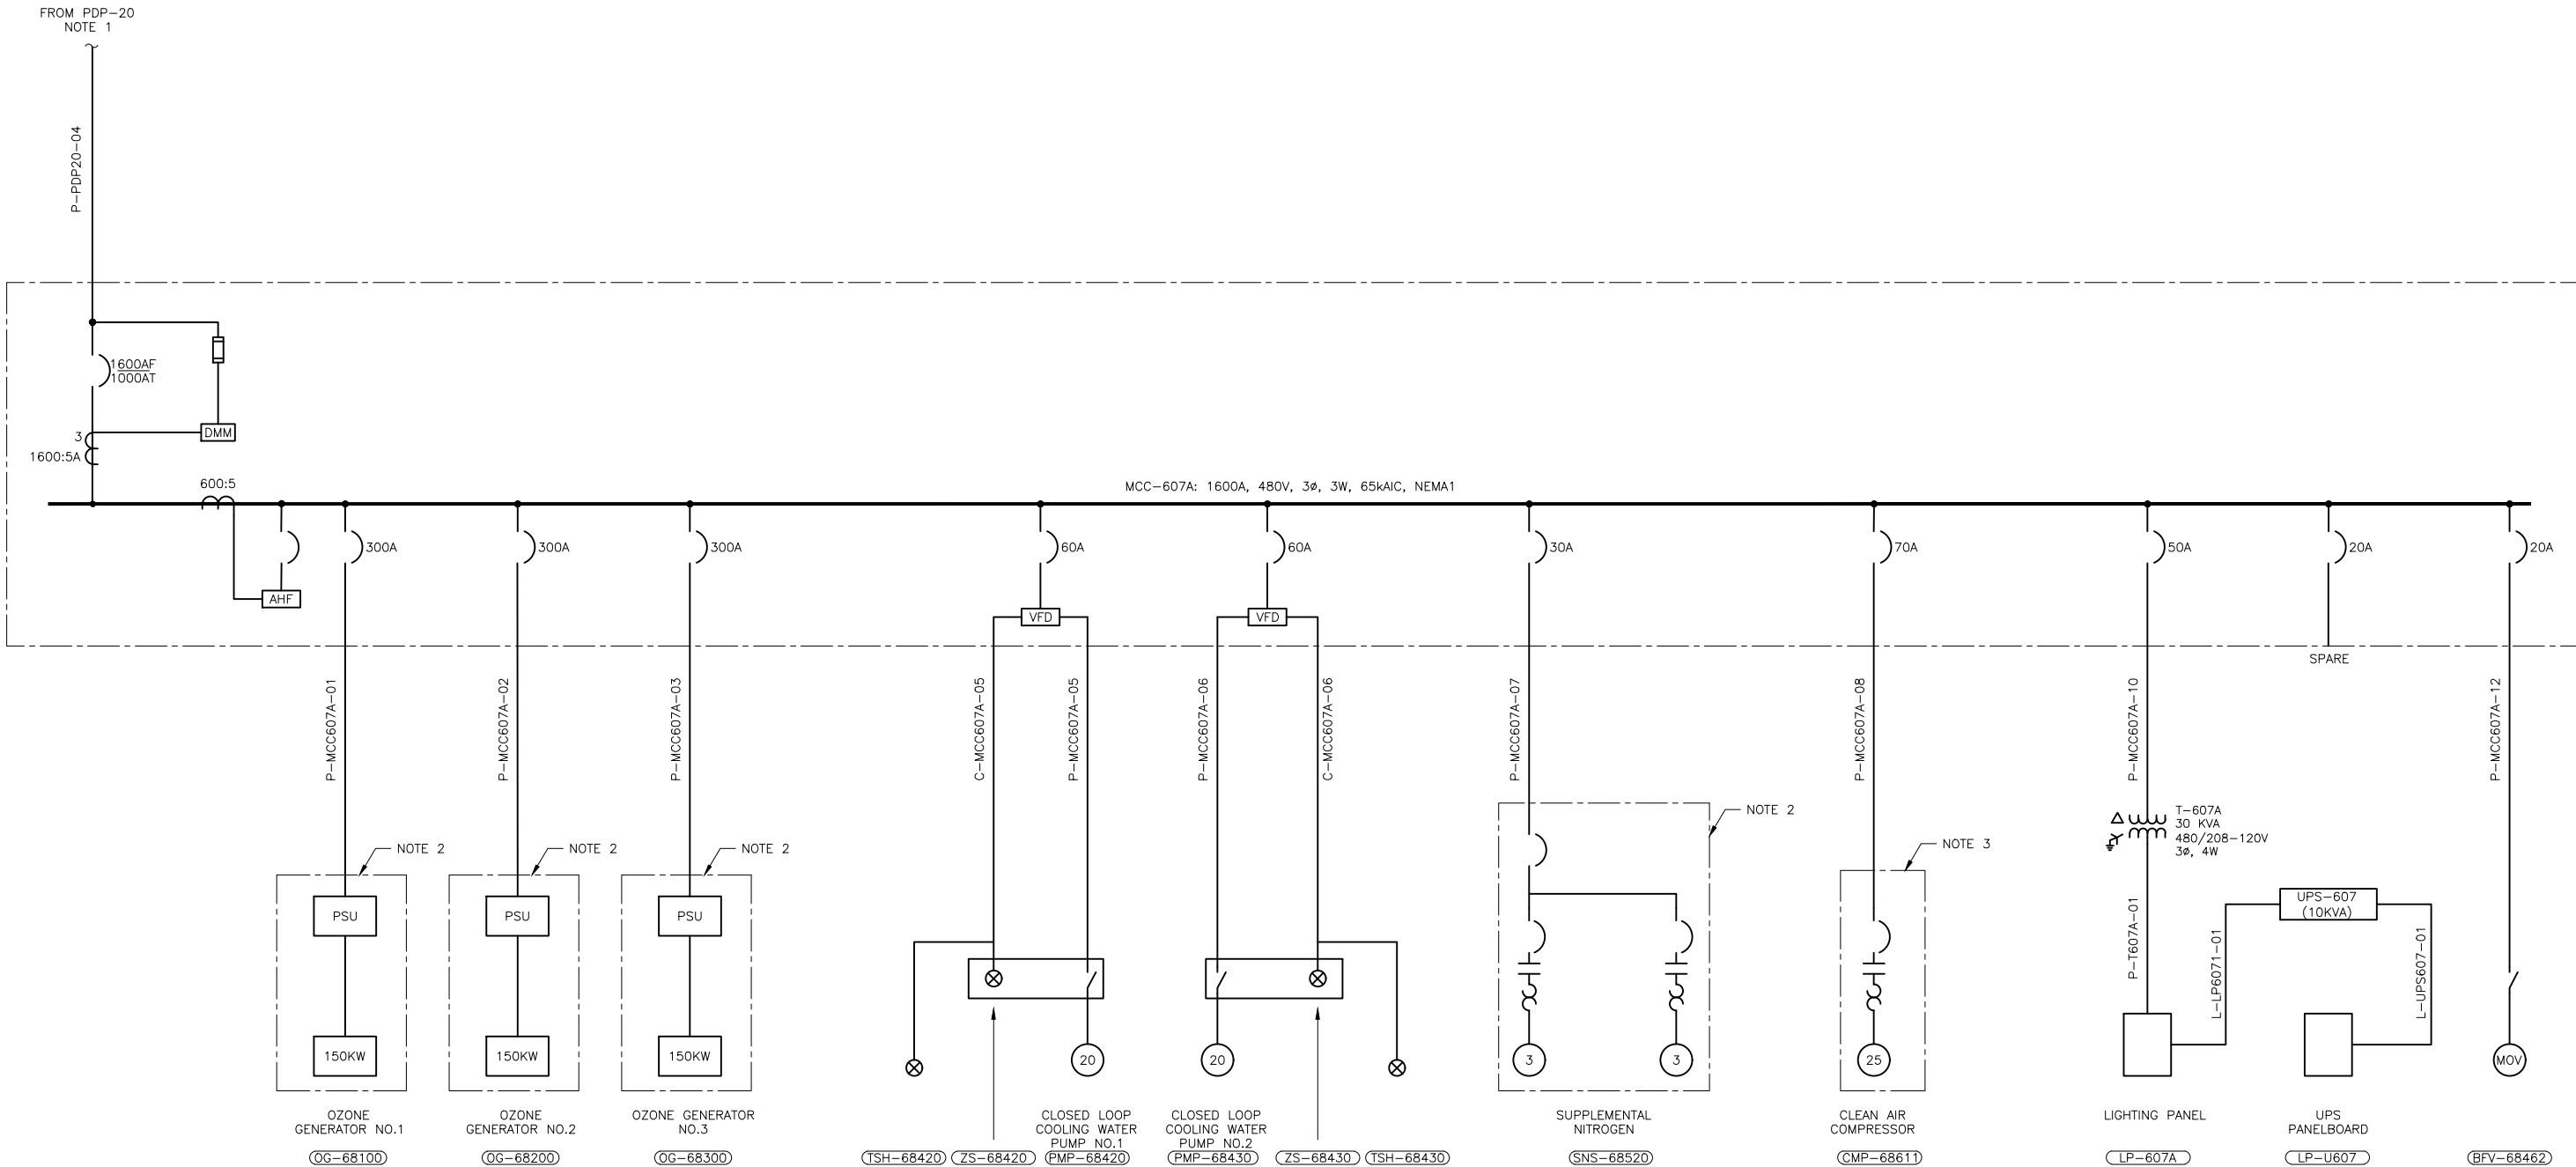 FROM PDP-20
NOTE 1
P-PDP20-04
1600AF
1000AT
DMM
3
1600:5A
600:5
MCC-607A: 1600A, 480V, 3ø, 3W, 65kAIC, NEMA1
AHF
300A
300A
300A
60A
60A
30A
70A
50A
20A
20A
VFD
VFD
SPARE
P-MCC607A-01
P-MCC607A-02
P-MCC607A-03
C-MCC607A-05
P-MCC607A-05
P-MCC607A-06
C-MCC607A-06
P-MCC607A-07
P-MCC607A-08
P-MCC607A-10
P-MCC607A-12
NOTE 2
NOTE 2
NOTE 2
NOTE 2
NOTE 3
T-607A
30 KVA
480/208-120V
3ø, 4W
PSU
PSU
PSU
UPS-607
(10KVA)
P-T607A-01
L-LP6071-01
L-UPS607-01
150KW
150KW
150KW
20
20
3
3
25
MOV
OZONE
GENERATOR NO.1
OZONE
GENERATOR NO.2
OZONE GENERATOR
NO.3
CLOSED LOOP
COOLING WATER
PUMP NO.1
CLOSED LOOP
COOLING WATER
PUMP NO.2
SUPPLEMENTAL
NITROGEN
CLEAN AIR
COMPRESSOR
LIGHTING PANEL
UPS
PANELBOARD
OG-68100
OG-68200
OG-68300
TSH-68420
ZS-68420
PMP-68420
PMP-68430
ZS-68430
TSH-68430
SNS-68520
CMP-68611
LP-607A
LP-U607
BFV-68462